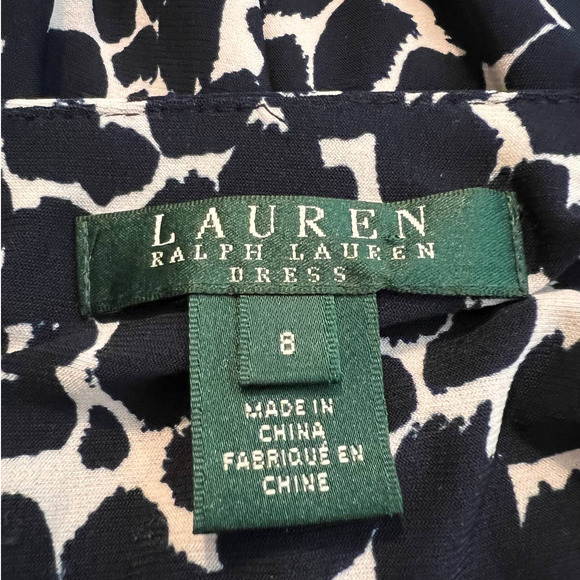 LAUREN
RALPH LAUREN
DRESS
8
MADE IN
CHINA
FABRIQUÉ EN
CHINE